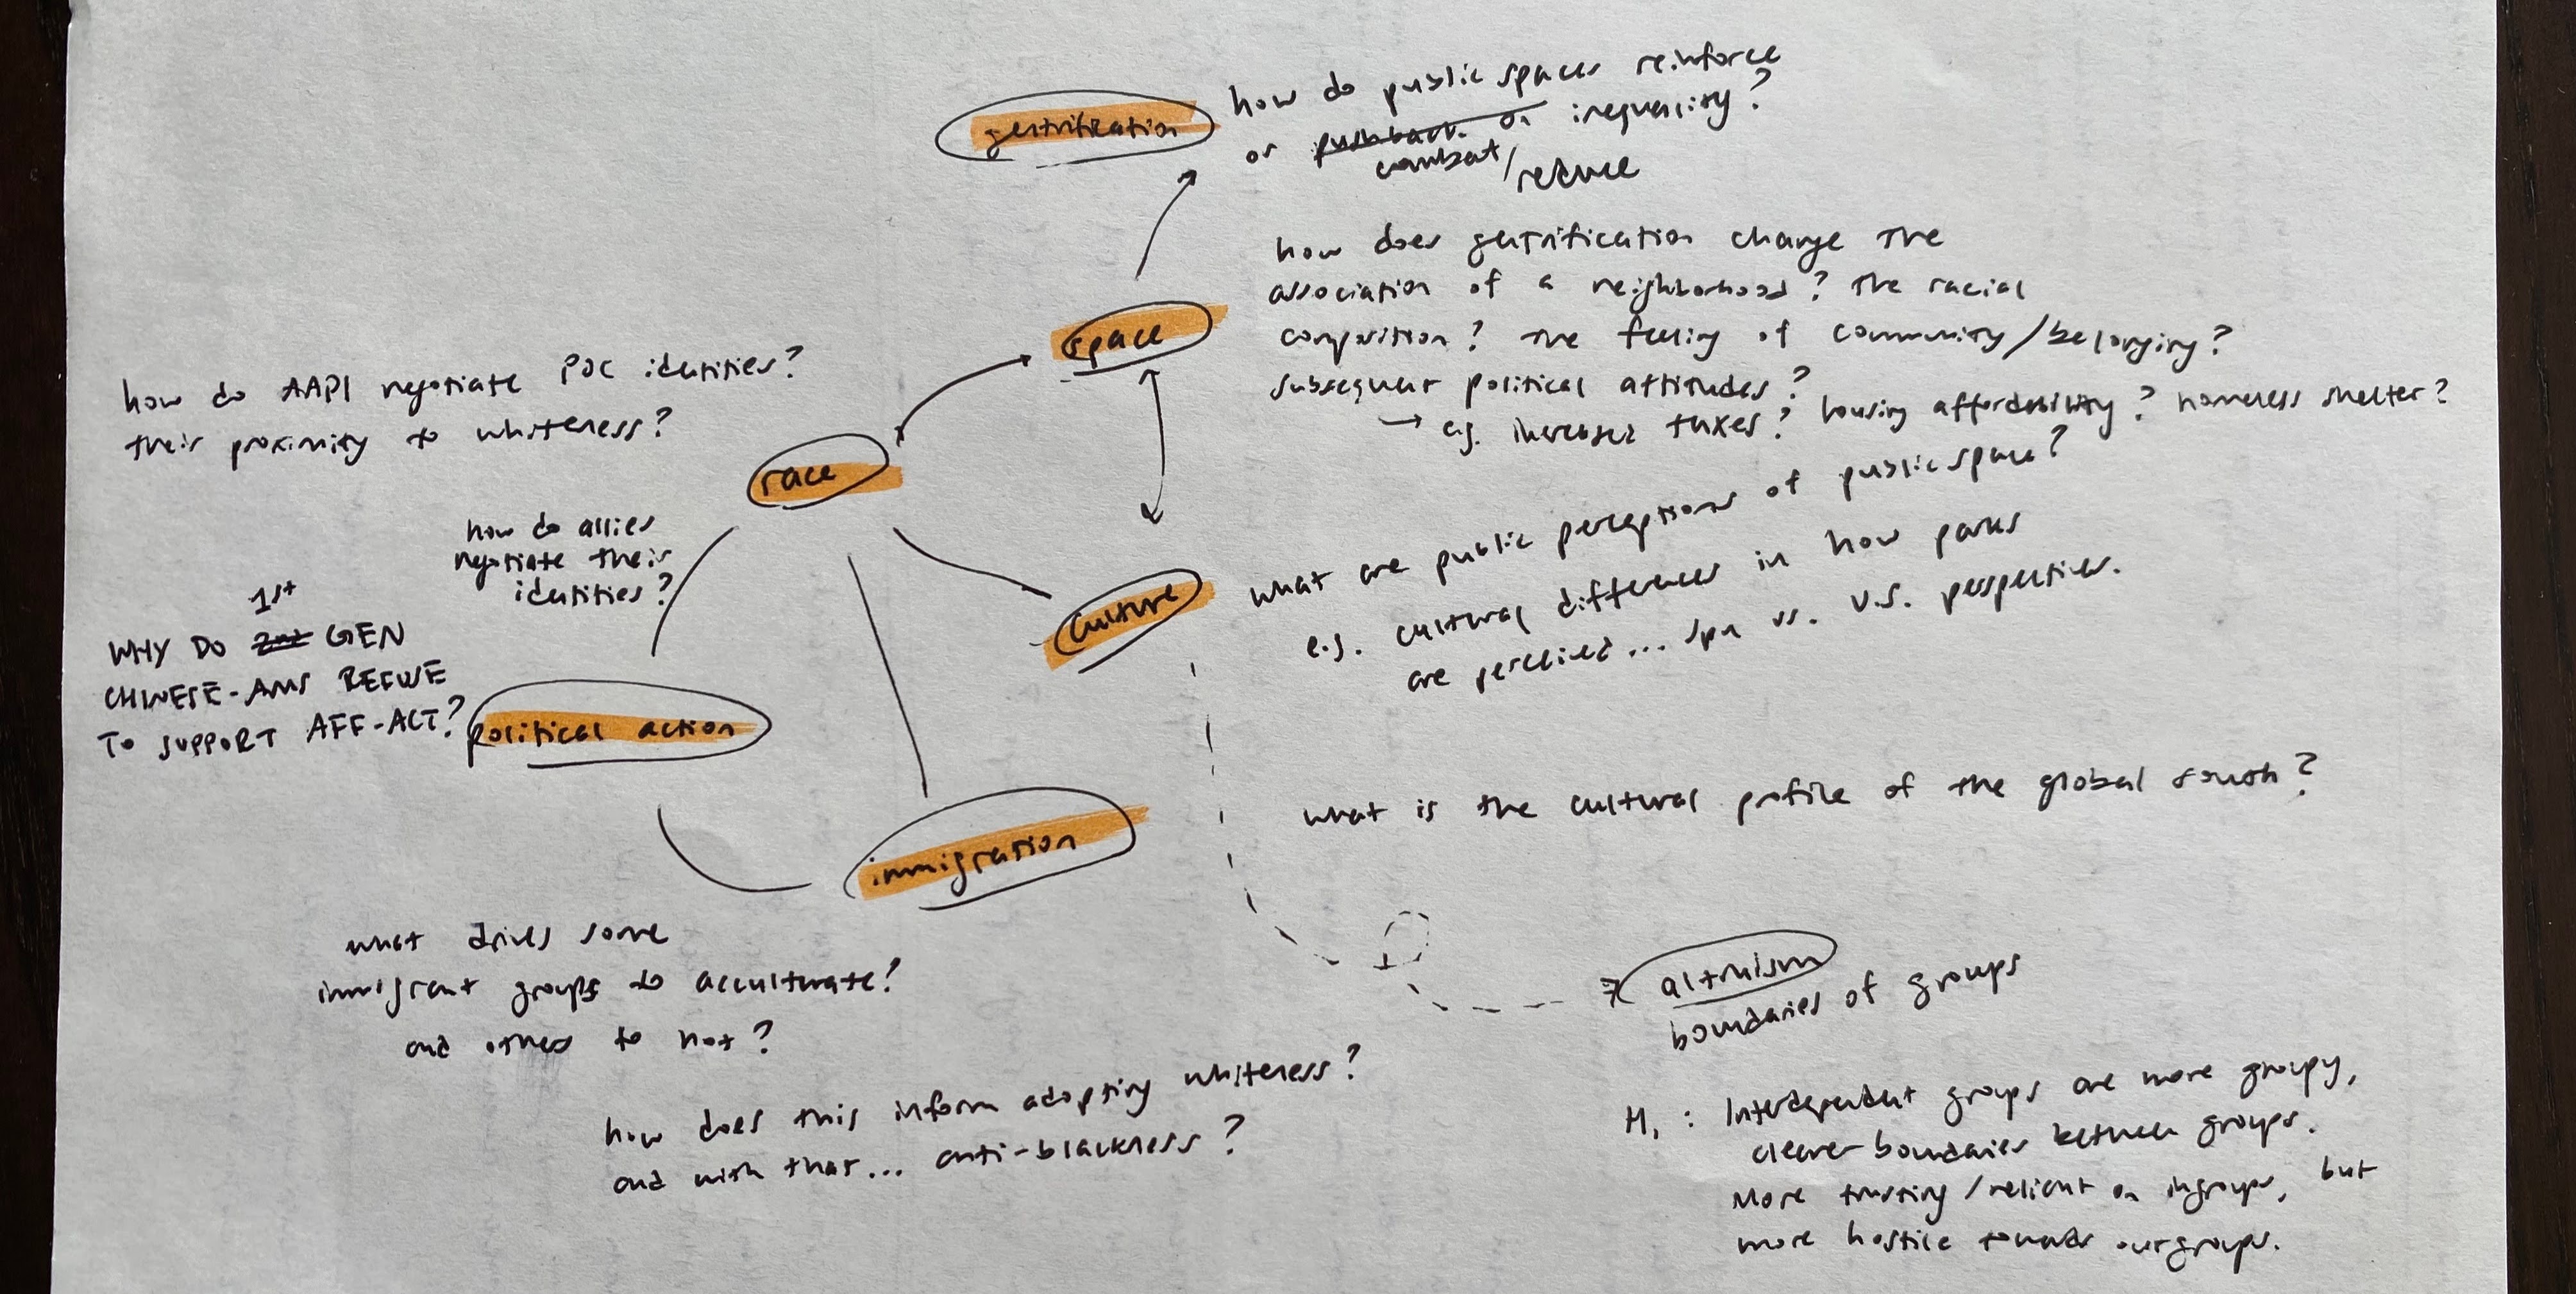 gentrification
how do public spaces reinforce
or pushback on inequality?
combat/reduce
how does gentrification change the
association of a neighborhood? the racial
composition? the feeling of community/belonging?
subsequent political attitudes?
→ e.g. increased taxes? housing affordability? homeless shelter?
space
how do AAPI negotiate POC identities?
their proximity to whiteness?
race
how do allies
negotiate their
identities?
what are public perceptions of public space?
e.g. cultural differences in how parks
are perceived... vs. U.S. perspectives.
culture
1st
WHY DO 2nd GEN
CHINESE-AMS REFUSE
TO SUPPORT AFF-ACT?
political action
immigration
what is the cultural profile of the global south?
what drives some
immigrant groups to acculturate?
and others to not?
how does this inform adopting whiteness?
and with that... anti-blackness?
altruism
boundaries of groups
H1: Interdependent groups are more groupy,
clearer boundaries between groups.
More trusting/reliant on ingroups, but
more hostile towards outgroups.